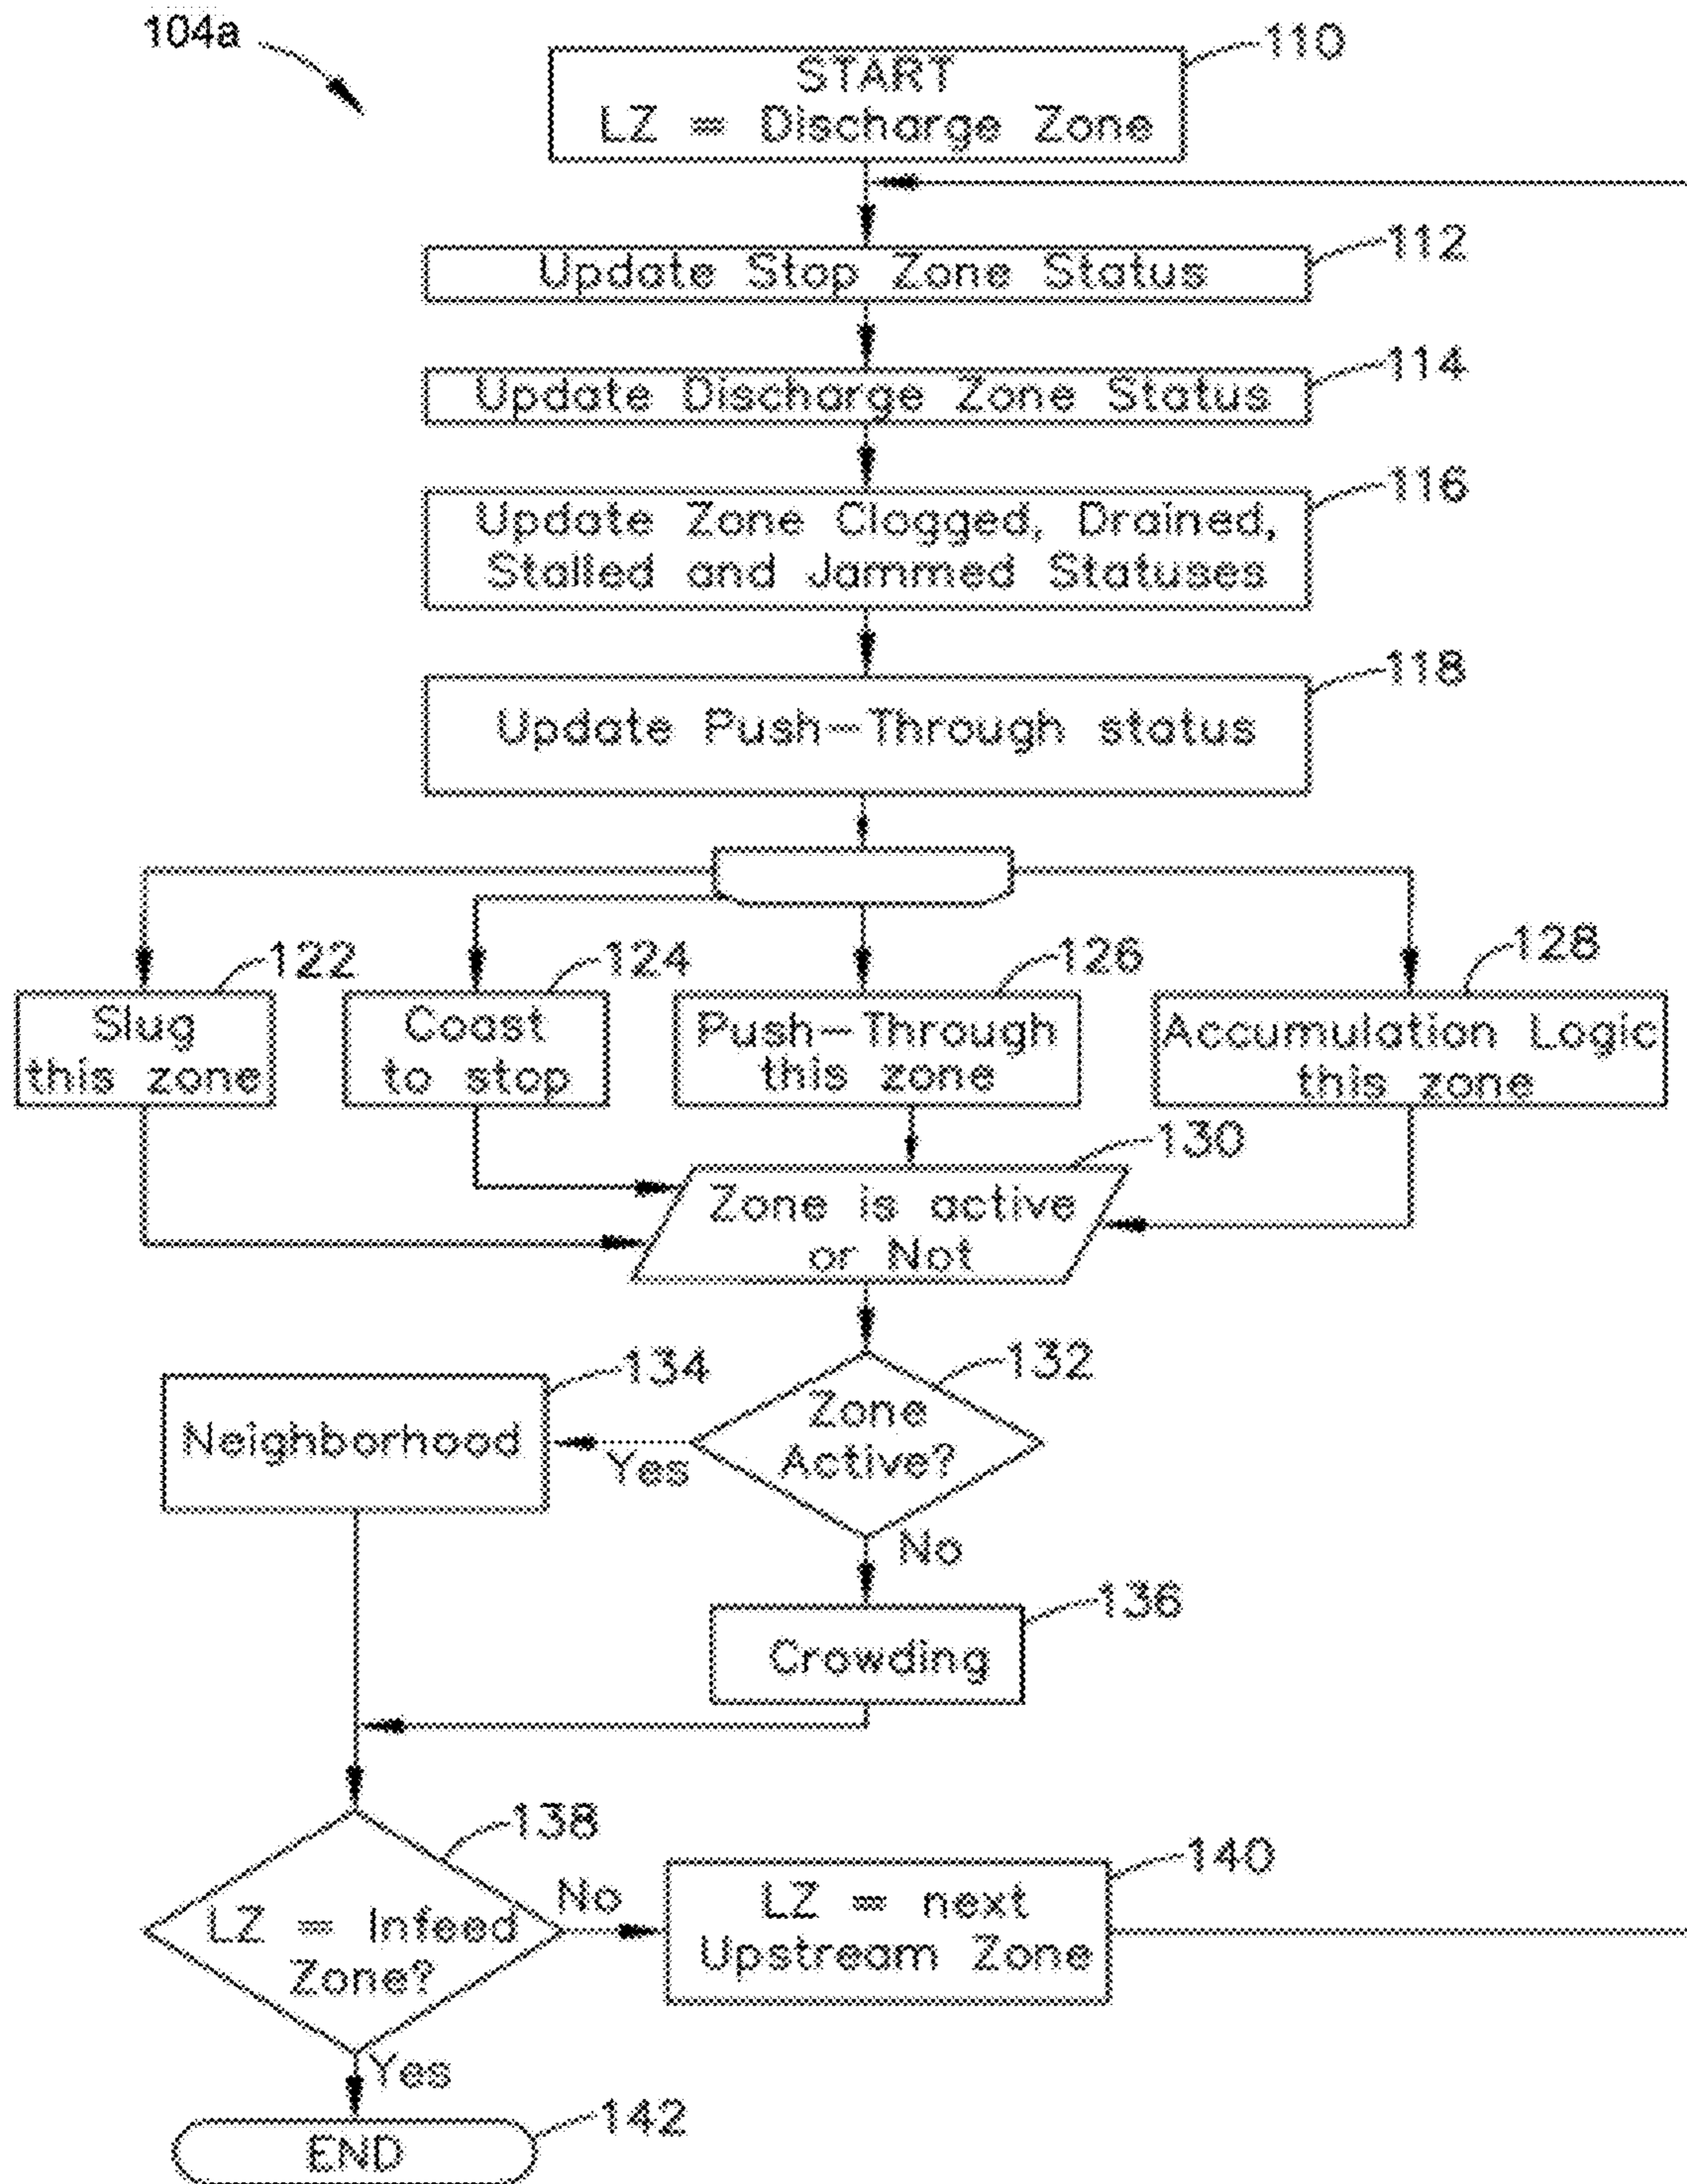 104a
110
START
LZ = Discharge Zone
112
Update Stop Zone Status
114
Update Discharge Zone Status
116
Update Zone Clogged, Drained,
Stalled and Jammed Statuses
118
Update Push-Through status
122
124
126
128
Slug
this zone
Coast
to stop
Push-Through
this zone
Accumulation Logic
this zone
130
Zone is active
or Not
132
134
Zone
Active?
Neighborhood
Yes
No
136
Crowding
138
140
LZ = Infeed
Zone?
No
LZ = next
Upstream Zone
Yes
142
END